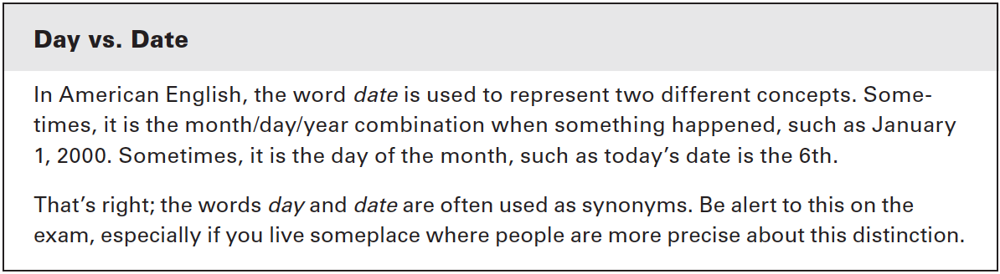 Day vs. Date
In American English, the word date is used to represent two different concepts. Some-
times, it is the month/day/year combination when something happened, such as January
1, 2000. Sometimes, it is the day of the month, such as today’s date is the 6th.
That’s right; the words day and date are often used as synonyms. Be alert to this on the
exam, especially if you live someplace where people are more precise about this distinction.